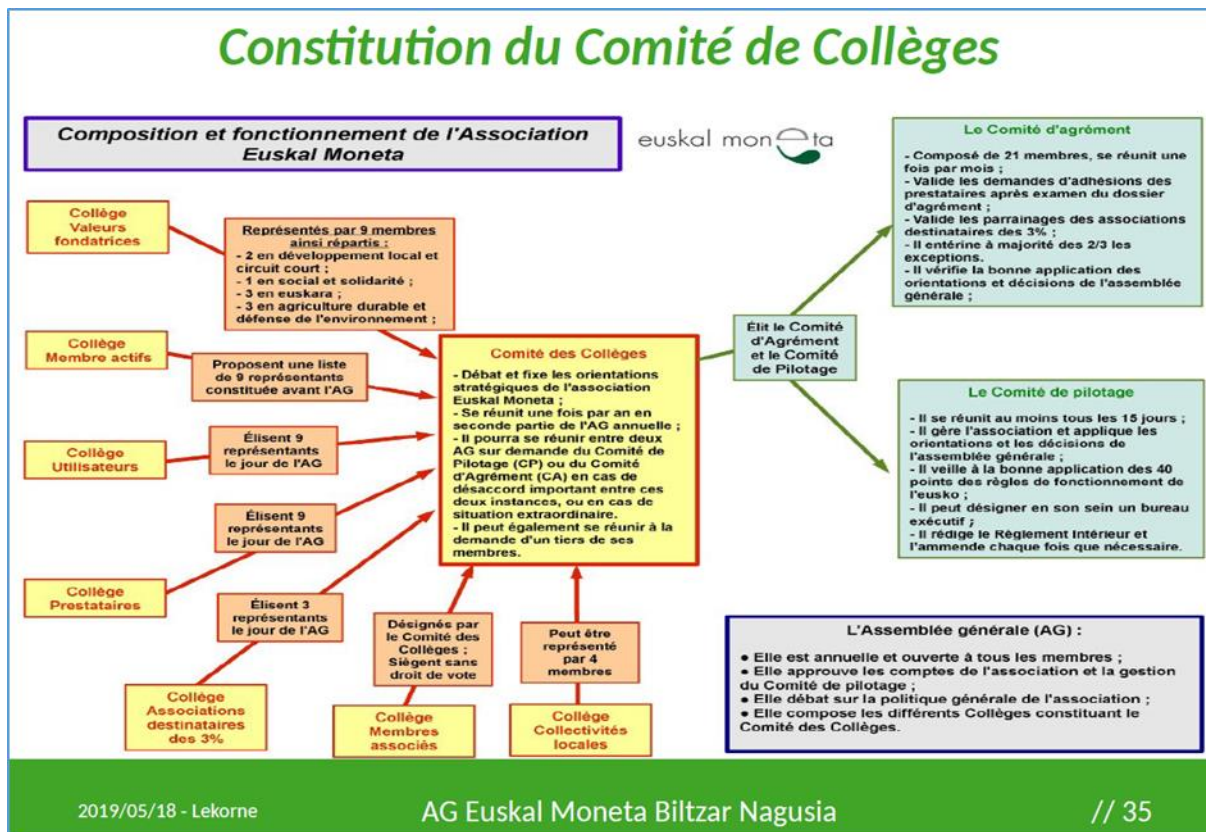 Constitution du Comité de Collèges
Composition et fonctionnement de l'Association
Euskal Moneta
euskal moneta
Collège
Valeurs
fondatrices
Représentés par 9 membres
ainsi répartis :
- 2 en développement local et
circuit court ;
- 1 en social et solidarité ;
- 3 en euskara ;
- 3 en agriculture durable et
défense de l'environnement ;
Collège
Membre actifs
Proposent une liste
de 9 représentants
constituée avant l'AG
Collège
Utilisateurs
Élisent 9
représentants
le jour de l'AG
Collège
Prestataires
Élisent 9
représentants
le jour de l'AG
Collège
Associations
destinataires
des 3%
Élisent 3
représentants
le jour de l'AG
Collège
Membres
associès
Désignés par
le Comité des
Collèges ;
Siègent sans
droit de vote
Collège
Collectivités
locales
Peut être
représenté
par 4
membres
Comité des Collèges
- Débat et fixe les orientations
stratégiques de l'association
Euskal Moneta ;
- Se réunit une fois par an en
seconde partie de l'AG annuelle ;
- Il pourra se réunir entre deux
AG sur demande du Comité de
Pilotage (CP) ou du Comité
d'Agrément (CA) en cas de
désaccord important entre ces
deux instances, ou en cas de
situation extraordinaire.
- Il peut également se réunir à la
demande d'un tiers de ses
membres.
Élit le Comité
d'Agrément
et le Comité
de Pilotage
Le Comité d'agrément
- Composé de 21 membres, se réunit une
fois par mois ;
- Valide les demandes d'adhésions des
prestataires après examen du dossier
d'agrément ;
- Valide les parrainages des associations
destinataires des 3% ;
- Il entérine à majorité des 2/3 les
exceptions.
- Il vérifie la bonne application des
orientations et décisions de l'assemblée
générale ;
Le Comité de pilotage
- Il se réunit au moins tous les 15 jours ;
- Il gère l'association et applique les
orientations et les décisions de
l'assemblée générale ;
- Il veille à la bonne application des 40
points des règles de fonctionnement de
l'eusko ;
- Il peut désigner en son sein un bureau
exécutif ;
- Il rédige le Règlement Intérieur et
l'ammende chaque fois que nécessaire.
L'Assemblée générale (AG) :
● Elle est annuelle et ouverte à tous les membres ;
● Elle approuve les comptes de l'association et la gestion
du Comité de pilotage ;
● Elle débat sur la politique générale de l'association ;
● Elle compose les différents Collèges constituant le
Comité des Collèges.
2019/05/18 - Lekorne
AG Euskal Moneta Biltzar Nagusia
// 35